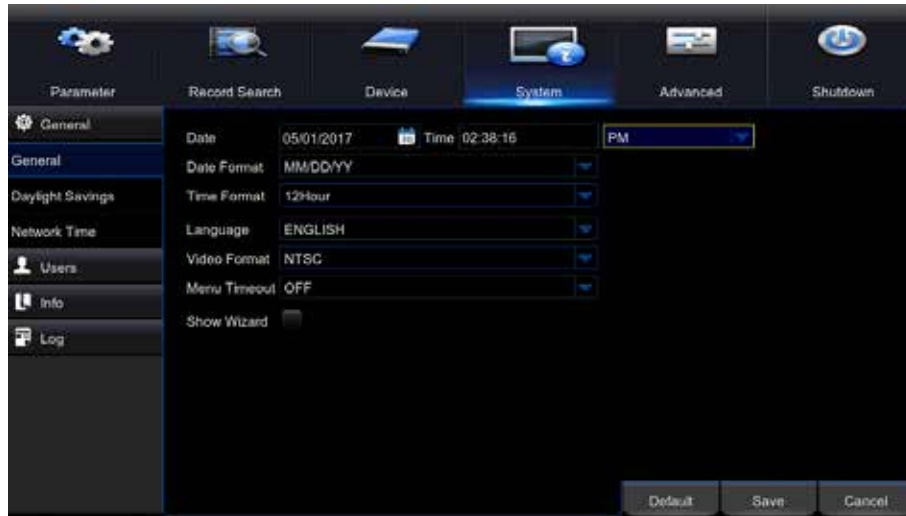 Parameter Record Search Device System Advanced Shutdown
General
General
Daylight Savings
Network Time
Users
Info
Log
Date 05/01/2017 Time 02:38:16 PM
Date Format MM/DD/YY
Time Format 12Hour
Language ENGLISH
Video Format NTSC
Menu Timeout OFF
Show Wizard
Default Save Cancel